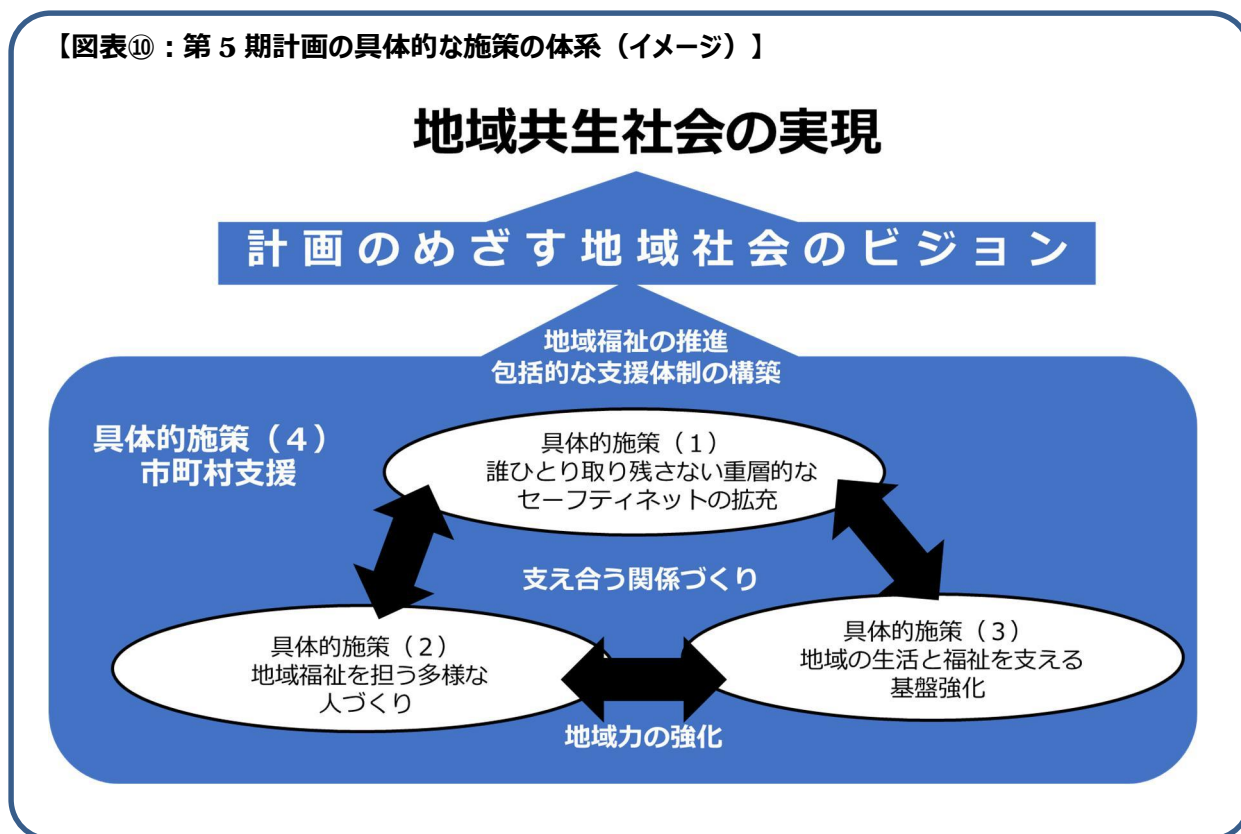 【図表⑩：第5期計画の具体的な施策の体系（イメージ）】
地域共生社会の実現
計画のめざす地域社会のビジョン
地域福祉の推進
包括的な支援体制の構築
具体的施策（４）
市町村支援
具体的施策（１）
誰ひとり取り残さない重層的な
セーフティネットの拡充
支え合う関係づくり
具体的施策（２）
地域福祉を担う多様な
人づくり
具体的施策（３）
地域の生活と福祉を支える
基盤強化
地域力の強化